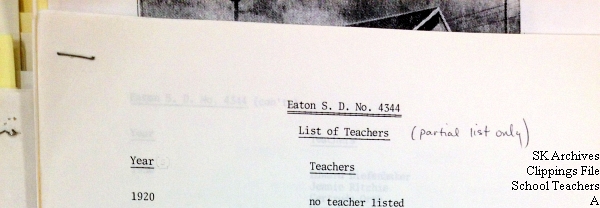 Eaton S. D. No. 4344
List of Teachers (partial list only)
Year Teachers
1920 no teacher listed
SK Archives
Clippings File
School Teachers
A